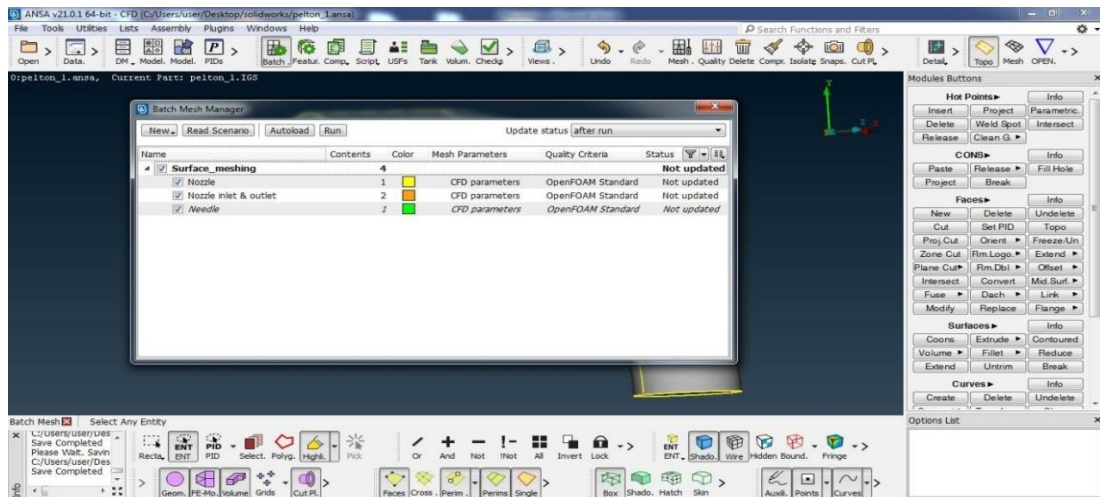 ANSA v21.0.1 64-bit - CFD (C:/Users/user/Desktop/solidworks/pelton_1.ansa)
File Tools Utilities Lists Assembly Plugins Windows Help
Search Functions and Filters
Open Data. DM Model. Model PIDs Batch. Featur. Comp. Script. USFs Tank Volum. Checks Views. Undo Redo Mesh. Quality Delete Compr. Isolate Snaps. Cut Pl. Detail. Topo Mesh OPEN.
0:pelton_1.ansa, Current Part: pelton_1.IGS
Batch Mesh Manager
New Read Scenario Autoload Run Update status after run
Name Contents Color Mesh Parameters Quality Criteria Status
Surface_meshing 4 Not updated
Nozzle 1 CFD parameters OpenFOAM Standard Not updated
Nozzle inlet & outlet 2 CFD parameters OpenFOAM Standard Not updated
Needle 1 CFD parameters OpenFOAM Standard Not updated
Y
Z
Modules Buttons
Hot Points Info
Insert Project Parametric.
Delete Weld Spot Intersect
Release Clean G.
CONS Info
Paste Release Fill Hole
Project Break
Faces Info
New Delete Undelete
Cut Set PID Topo
Proj.Cut Orient Freeze/Un
Zone Cut Rm.Logo. Extend
Plane Cut Rm.Dbl Offset
Intersect Convert Mid.Surf.
Fuse Dach Link
Modify Replace Flange
Surfaces Info
Coons Extrude Contoured
Volume Fillet Reduce
Extend Untrim Break
Curves Info
Create Delete Undelete
Options List
Batch Mesh Select Any Entity
C:/Users/user/Des
Save Completed
Please Wait. Savin
C:/Users/user/Des
Save Completed
Info
Recta. ENT PID Select. Polyg. Highli. Pick Or And Not !Not All Invert Lock ENT. Shado. Wire Hidden Bound. Fringe
Geom. FE-Mo. Volume Grids Cut Pl. Faces Cross. Perim. Perims Single Box Shado. Hatch Skin Auxili. Points Curves